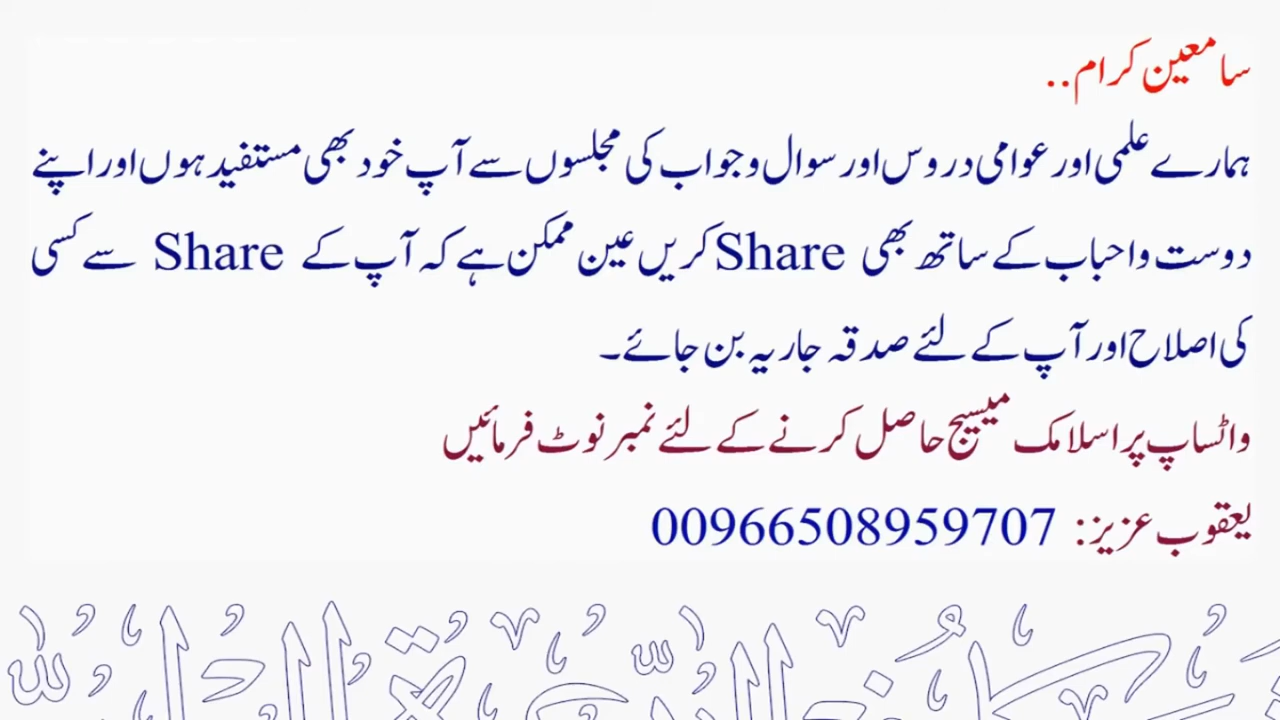 سامعین کرام..
ہمارے علمی اور عوامی دروس اور سوال و جواب کی مجلسوں سے آپ خود بھی مستفید ہوں اور اپنے
دوست و احباب کے ساتھ بھی Share کریں عین ممکن ہے کہ آپ کے Share سے کسی
کی اصلاح اور آپ کے لئے صدقہ جاریہ بن جائے۔
واٹساپ پر اسلامک میسیج حاصل کرنے کے لئے نمبر نوٹ فرمائیں
یعقوب عزیز: 00966508959707